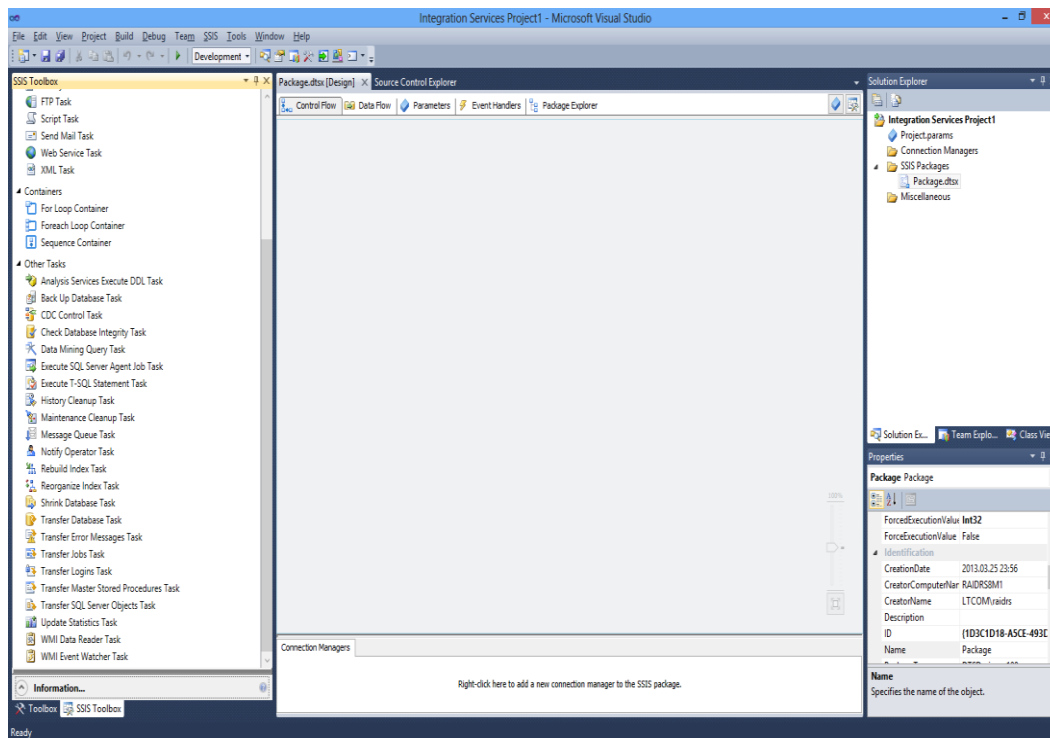 Integration Services Project1 - Microsoft Visual Studio
File Edit View Project Build Debug Team SSIS Tools Window Help
Development
SSIS Toolbox
FTP Task
Script Task
Send Mail Task
Web Service Task
XML Task
Containers
For Loop Container
Foreach Loop Container
Sequence Container
Other Tasks
Analysis Services Execute DDL Task
Back Up Database Task
CDC Control Task
Check Database Integrity Task
Data Mining Query Task
Execute SQL Server Agent Job Task
Execute T-SQL Statement Task
History Cleanup Task
Maintenance Cleanup Task
Message Queue Task
Notify Operator Task
Rebuild Index Task
Reorganize Index Task
Shrink Database Task
Transfer Database Task
Transfer Error Messages Task
Transfer Jobs Task
Transfer Logins Task
Transfer Master Stored Procedures Task
Transfer SQL Server Objects Task
Update Statistics Task
WMI Data Reader Task
WMI Event Watcher Task
Information...
Toolbox SSIS Toolbox
Ready
Package.dtsx [Design] Source Control Explorer
Control Flow Data Flow Parameters Event Handlers Package Explorer
Connection Managers
Right-click here to add a new connection manager to the SSIS package.
Solution Explorer
Integration Services Project1
Project.params
Connection Managers
SSIS Packages
Package.dtsx
Miscellaneous
Solution Ex... Team Explo... Class Vie
Properties
Package Package
ForcedExecutionValue Int32
ForceExecutionValue False
Identification
CreationDate 2013.03.25 23:56
CreatorComputerNar RAIDRS8M1
CreatorName LTCOM\raidrs
Description
ID {1D3C1D18-A5CE-493E
Name Package
Name
Specifies the name of the object.